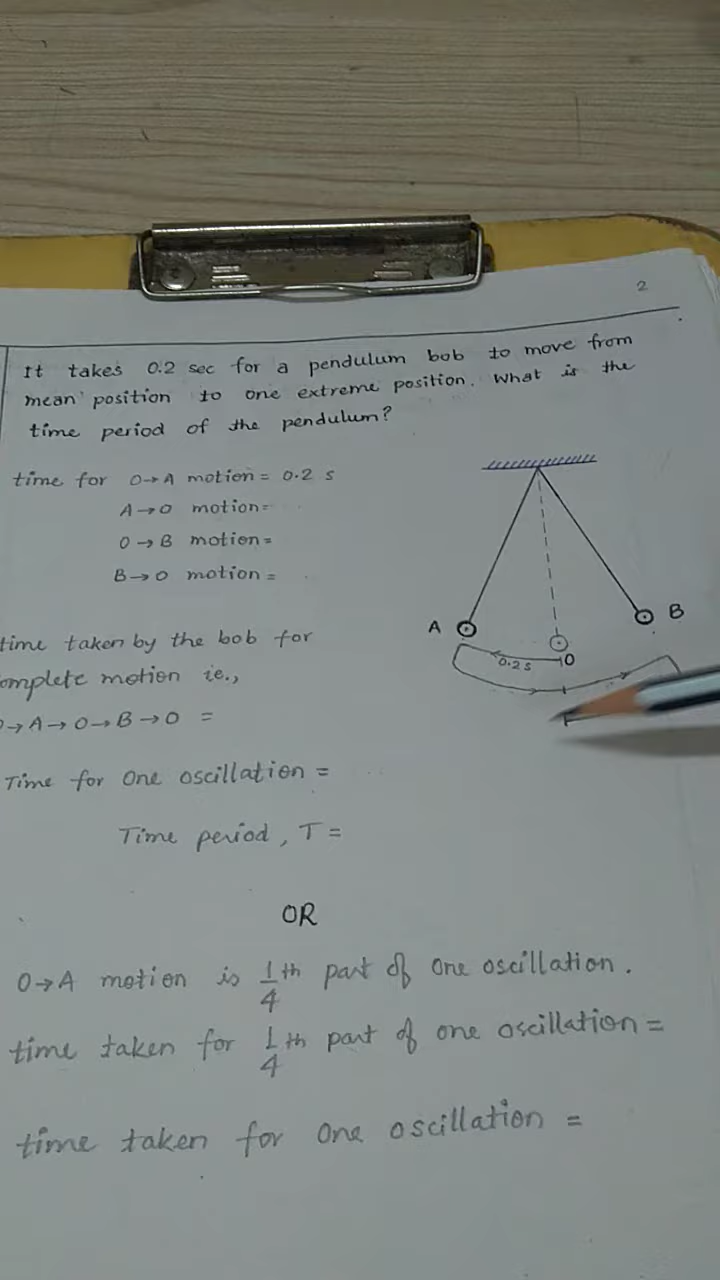 2
It takes 0.2 sec for a pendulum bob to move from
mean position to one extreme position. What is the
time period of the pendulum?
time for O→A motion = 0.2 s
A→O motion=
O→B motion=
B→O motion=
A
B
0.2 s
O
time taken by the bob for
omplete motion ie.,
→A→O→B→O =
Time for one oscillation =
Time period, T =
OR
O→A motion is 1/4 th part of one oscillation.
time taken for 1/4 th part of one oscillation =
time taken for one oscillation =